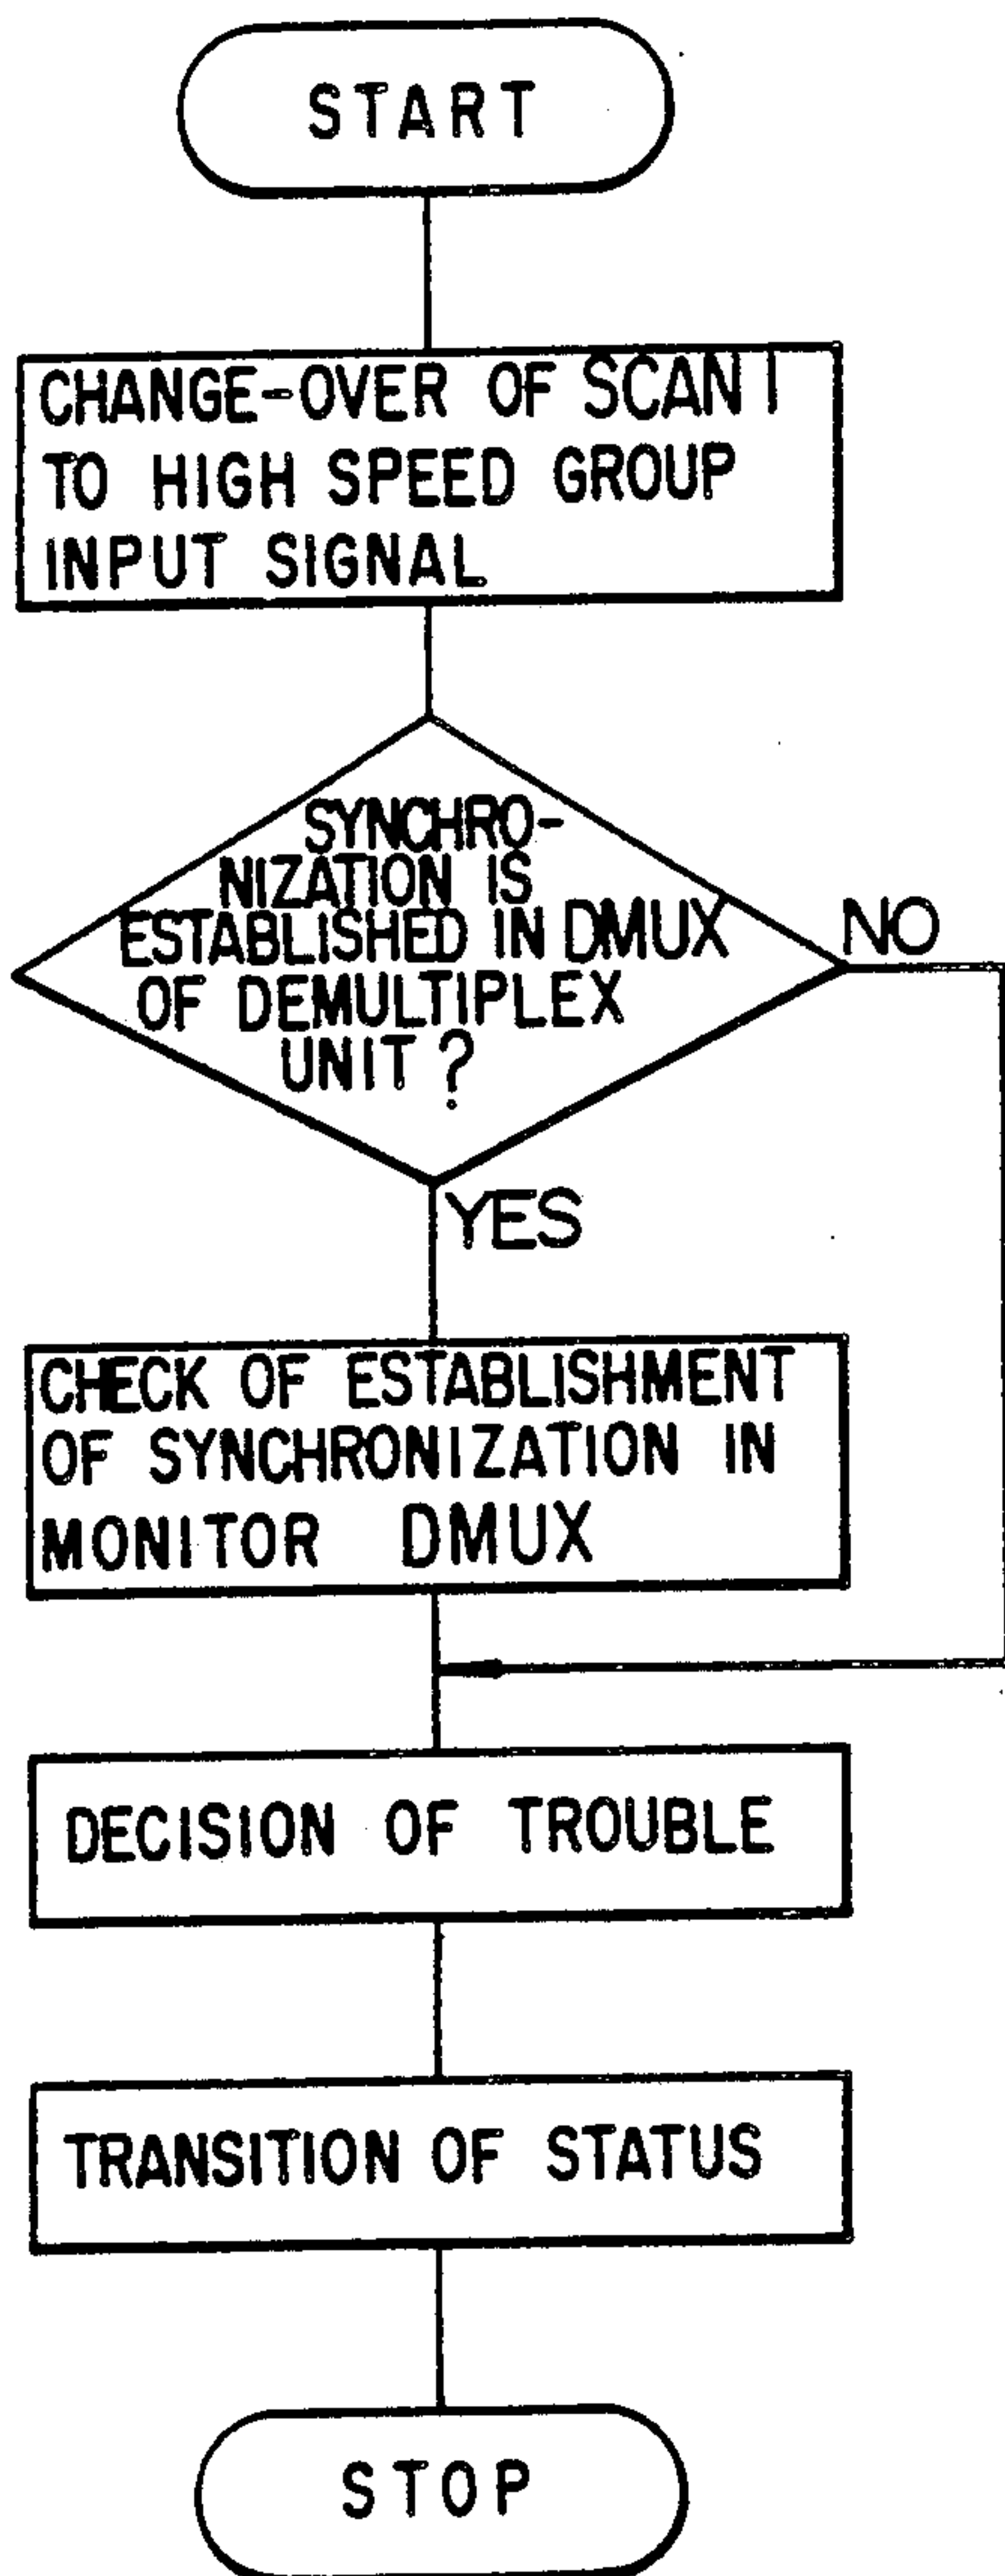 START
CHANGE-OVER OF SCAN 1
TO HIGH SPEED GROUP
INPUT SIGNAL
SYNCHRO-
NIZATION IS
ESTABLISHED IN DMUX
OF DEMULTIPLEX
UNIT ?
NO
YES
CHECK OF ESTABLISHMENT
OF SYNCHRONIZATION IN
MONITOR DMUX
DECISION OF TROUBLE
TRANSITION OF STATUS
STOP